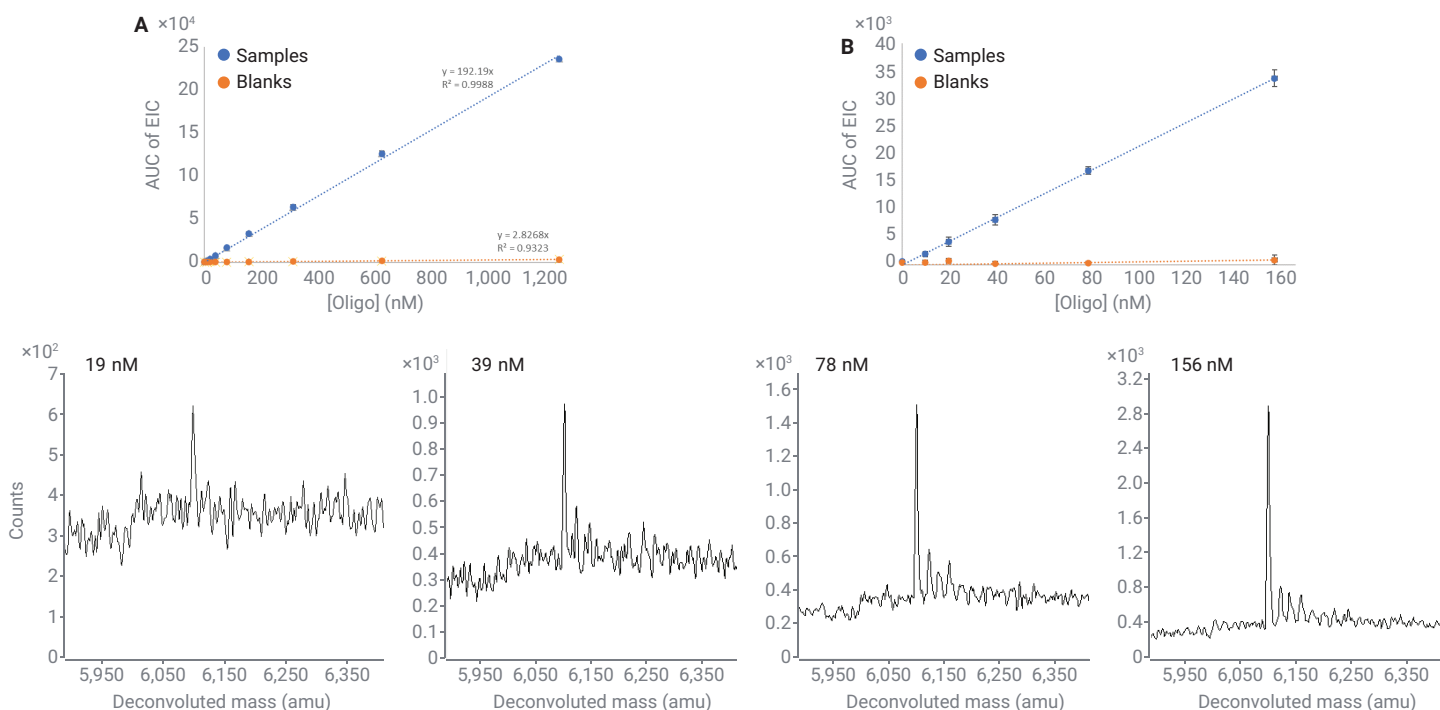 A ×10⁴
25
20
15
10
5
0
AUC of EIC
Samples
Blanks
y = 192.19x
R² = 0.9988
y = 2.8268x
R² = 0.9323
0 200 400 600 800 1,000 1,200
[Oligo] (nM)
B ×10³
40
35
30
25
20
15
10
5
0
AUC of EIC
Samples
Blanks
0 20 40 60 80 100 120 140 160
[Oligo] (nM)
×10²
19 nM
7
6
5
4
3
2
1
0
Counts
5,950 6,050 6,150 6,250 6,350
Deconvoluted mass (amu)
×10³
39 nM
1.0
0.9
0.8
0.7
0.6
0.5
0.4
0.3
0.2
0.1
0
5,950 6,050 6,150 6,250 6,350
Deconvoluted mass (amu)
×10³
78 nM
1.6
1.4
1.2
1.0
0.8
0.6
0.4
0.2
0
5,950 6,050 6,150 6,250 6,350
Deconvoluted mass (amu)
×10³
156 nM
3.2
2.8
2.4
2.0
1.6
1.2
0.8
0.4
0
5,950 6,050 6,150 6,250 6,350
Deconvoluted mass (amu)